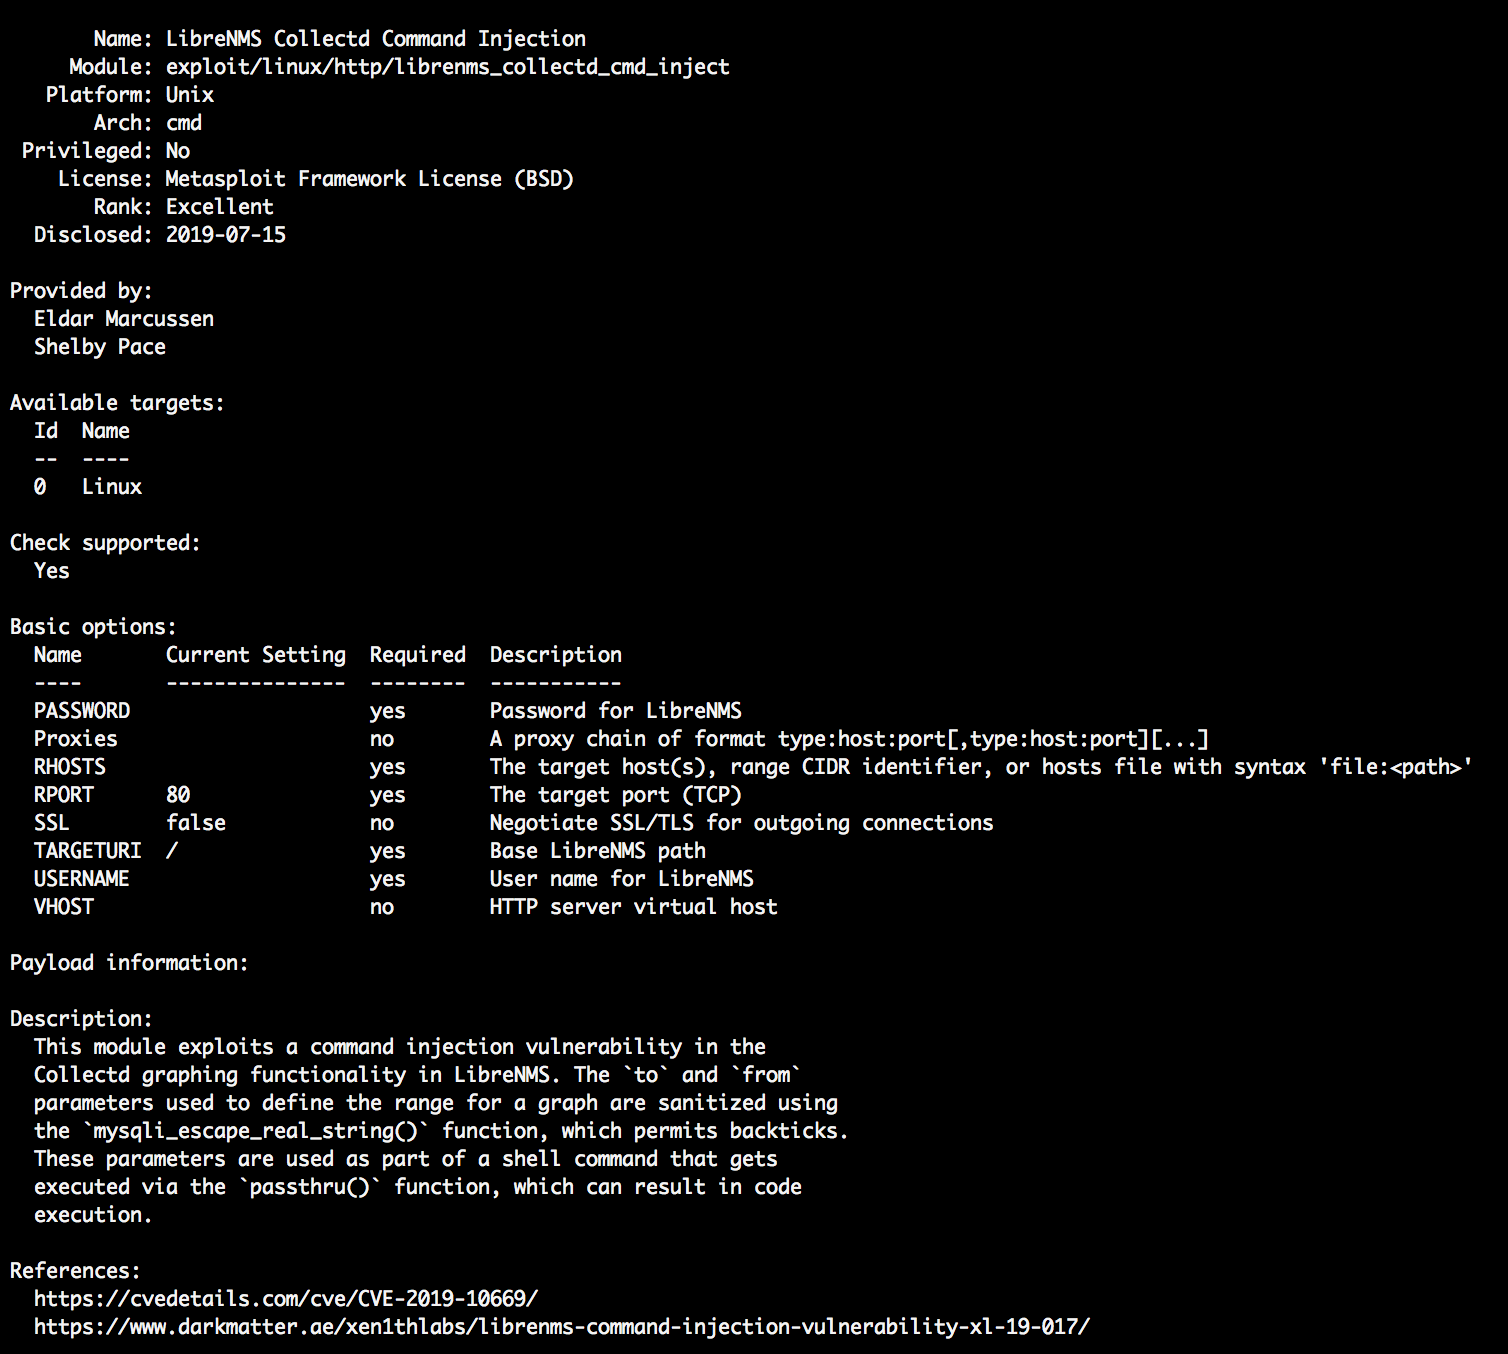 Name: LibreNMS Collectd Command Injection
Module: exploit/linux/http/librenms_collectd_cmd_inject
Platform: Unix
Arch: cmd
Privileged: No
License: Metasploit Framework License (BSD)
Rank: Excellent
Disclosed: 2019-07-15

Provided by:
Eldar Marcussen
Shelby Pace

Available targets:
Id  Name
--  ----
0   Linux

Check supported:
Yes

Basic options:
Name       Current Setting  Required  Description
----       ---------------  --------  -----------
PASSWORD                    yes       Password for LibreNMS
Proxies                     no        A proxy chain of format type:host:port[,type:host:port][...]
RHOSTS                      yes       The target host(s), range CIDR identifier, or hosts file with syntax 'file:<path>'
RPORT      80               yes       The target port (TCP)
SSL        false            no        Negotiate SSL/TLS for outgoing connections
TARGETURI  /                yes       Base LibreNMS path
USERNAME                    yes       User name for LibreNMS
VHOST                       no        HTTP server virtual host

Payload information:

Description:
This module exploits a command injection vulnerability in the
Collectd graphing functionality in LibreNMS. The `to` and `from`
parameters used to define the range for a graph are sanitized using
the `mysqli_escape_real_string()` function, which permits backticks.
These parameters are used as part of a shell command that gets
executed via the `passthru()` function, which can result in code
execution.

References:
https://cvedetails.com/cve/CVE-2019-10669/
https://www.darkmatter.ae/xen1thlabs/librenms-command-injection-vulnerability-xl-19-017/